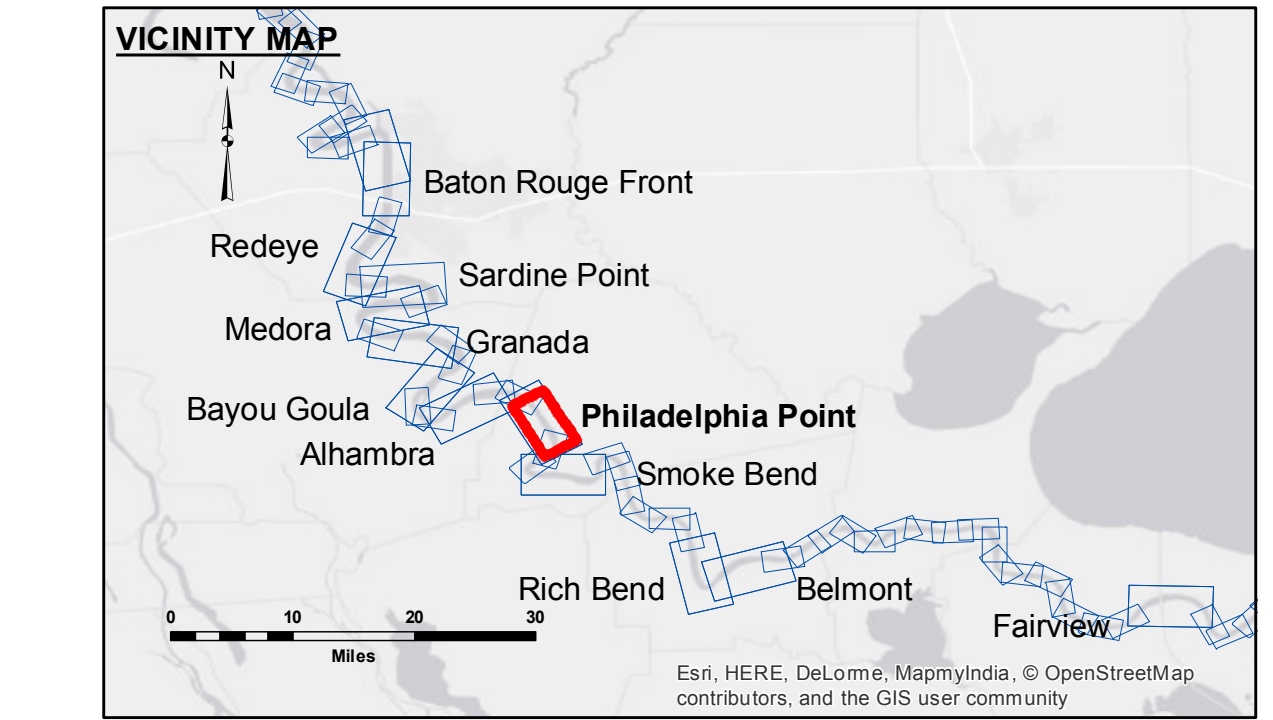 VICINITY MAP
N
Baton Rouge Front
Redeye
Sardine Point
Medora
Granada
Bayou Goula
Philadelphia Point
Alhambra
Smoke Bend
Rich Bend
Belmont
Fairview
0 10 20 30
Miles
Esri, HERE, DeLorme, MapmyIndia, © OpenStreetMap
contributors, and the GIS user community